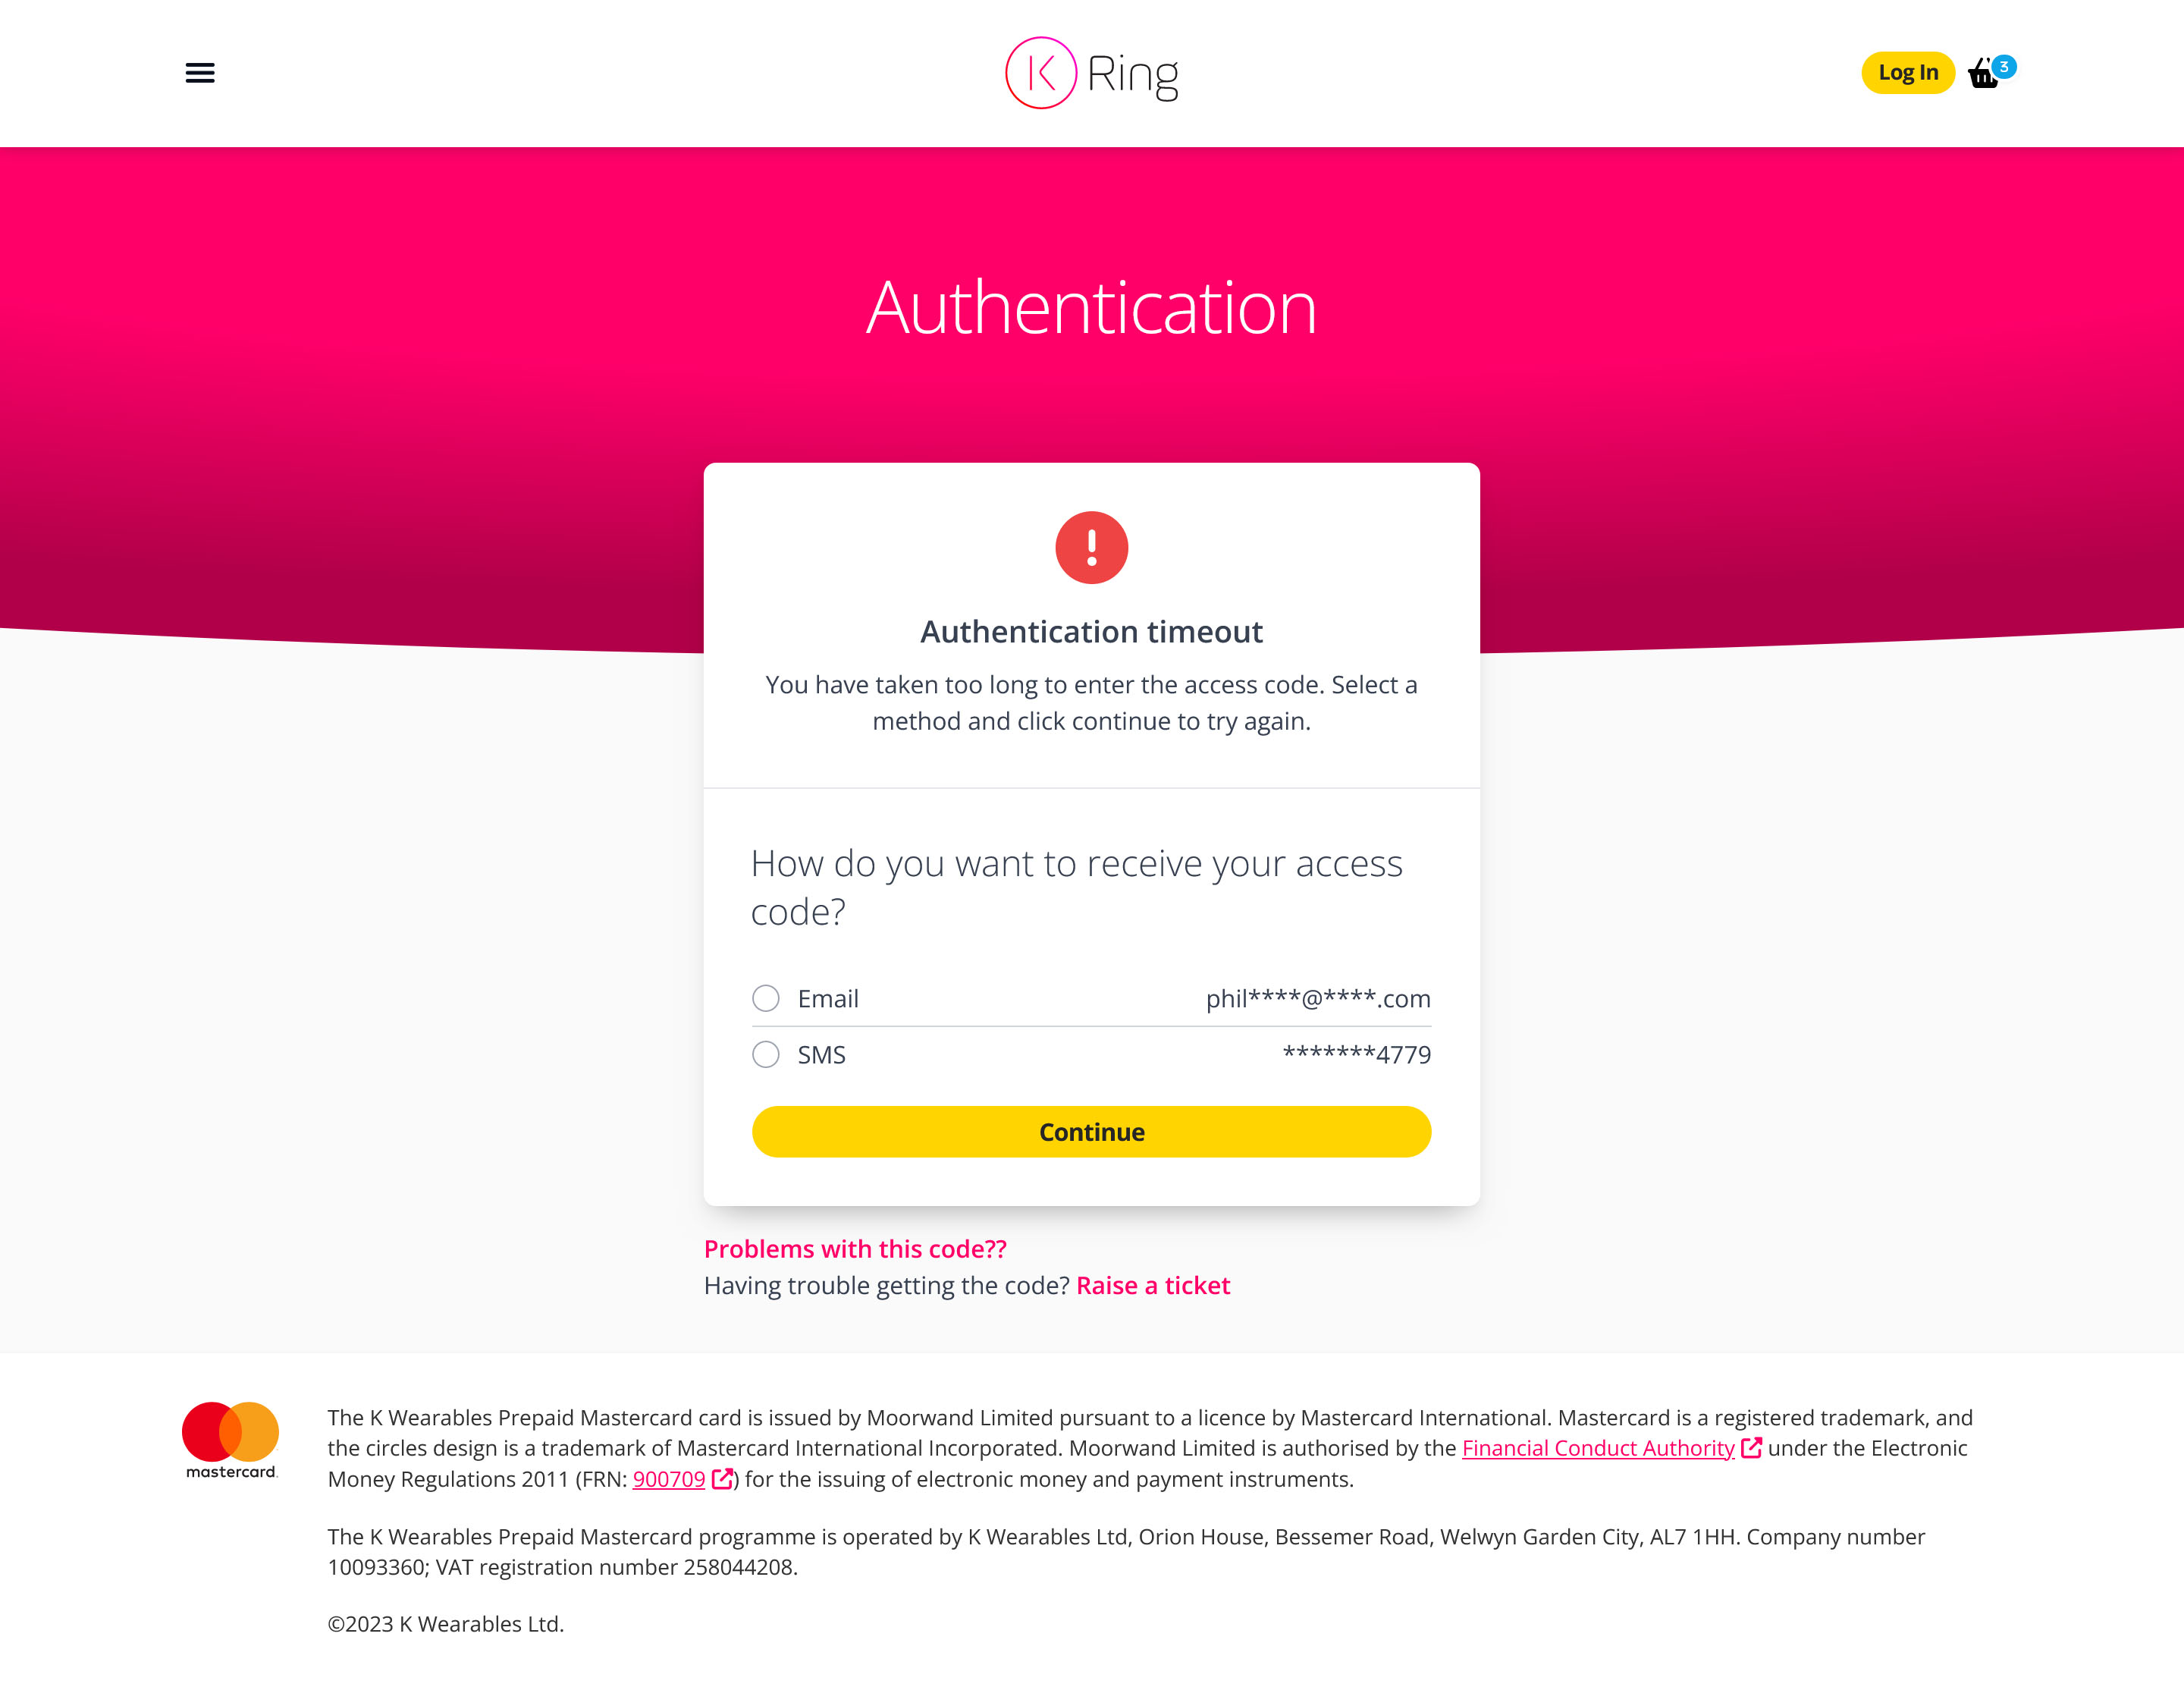 K Ring
Log In
3
Authentication
!
Authentication timeout
You have taken too long to enter the access code. Select a
method and click continue to try again.
How do you want to receive your access
code?
Email phil****@****.com
SMS *******4779
Continue
Problems with this code??
Having trouble getting the code? Raise a ticket
mastercard.
The K Wearables Prepaid Mastercard card is issued by Moorwand Limited pursuant to a licence by Mastercard International. Mastercard is a registered trademark, and
the circles design is a trademark of Mastercard International Incorporated. Moorwand Limited is authorised by the Financial Conduct Authority under the Electronic
Money Regulations 2011 (FRN: 900709 ) for the issuing of electronic money and payment instruments.
The K Wearables Prepaid Mastercard programme is operated by K Wearables Ltd, Orion House, Bessemer Road, Welwyn Garden City, AL7 1HH. Company number
10093360; VAT registration number 258044208.
©2023 K Wearables Ltd.